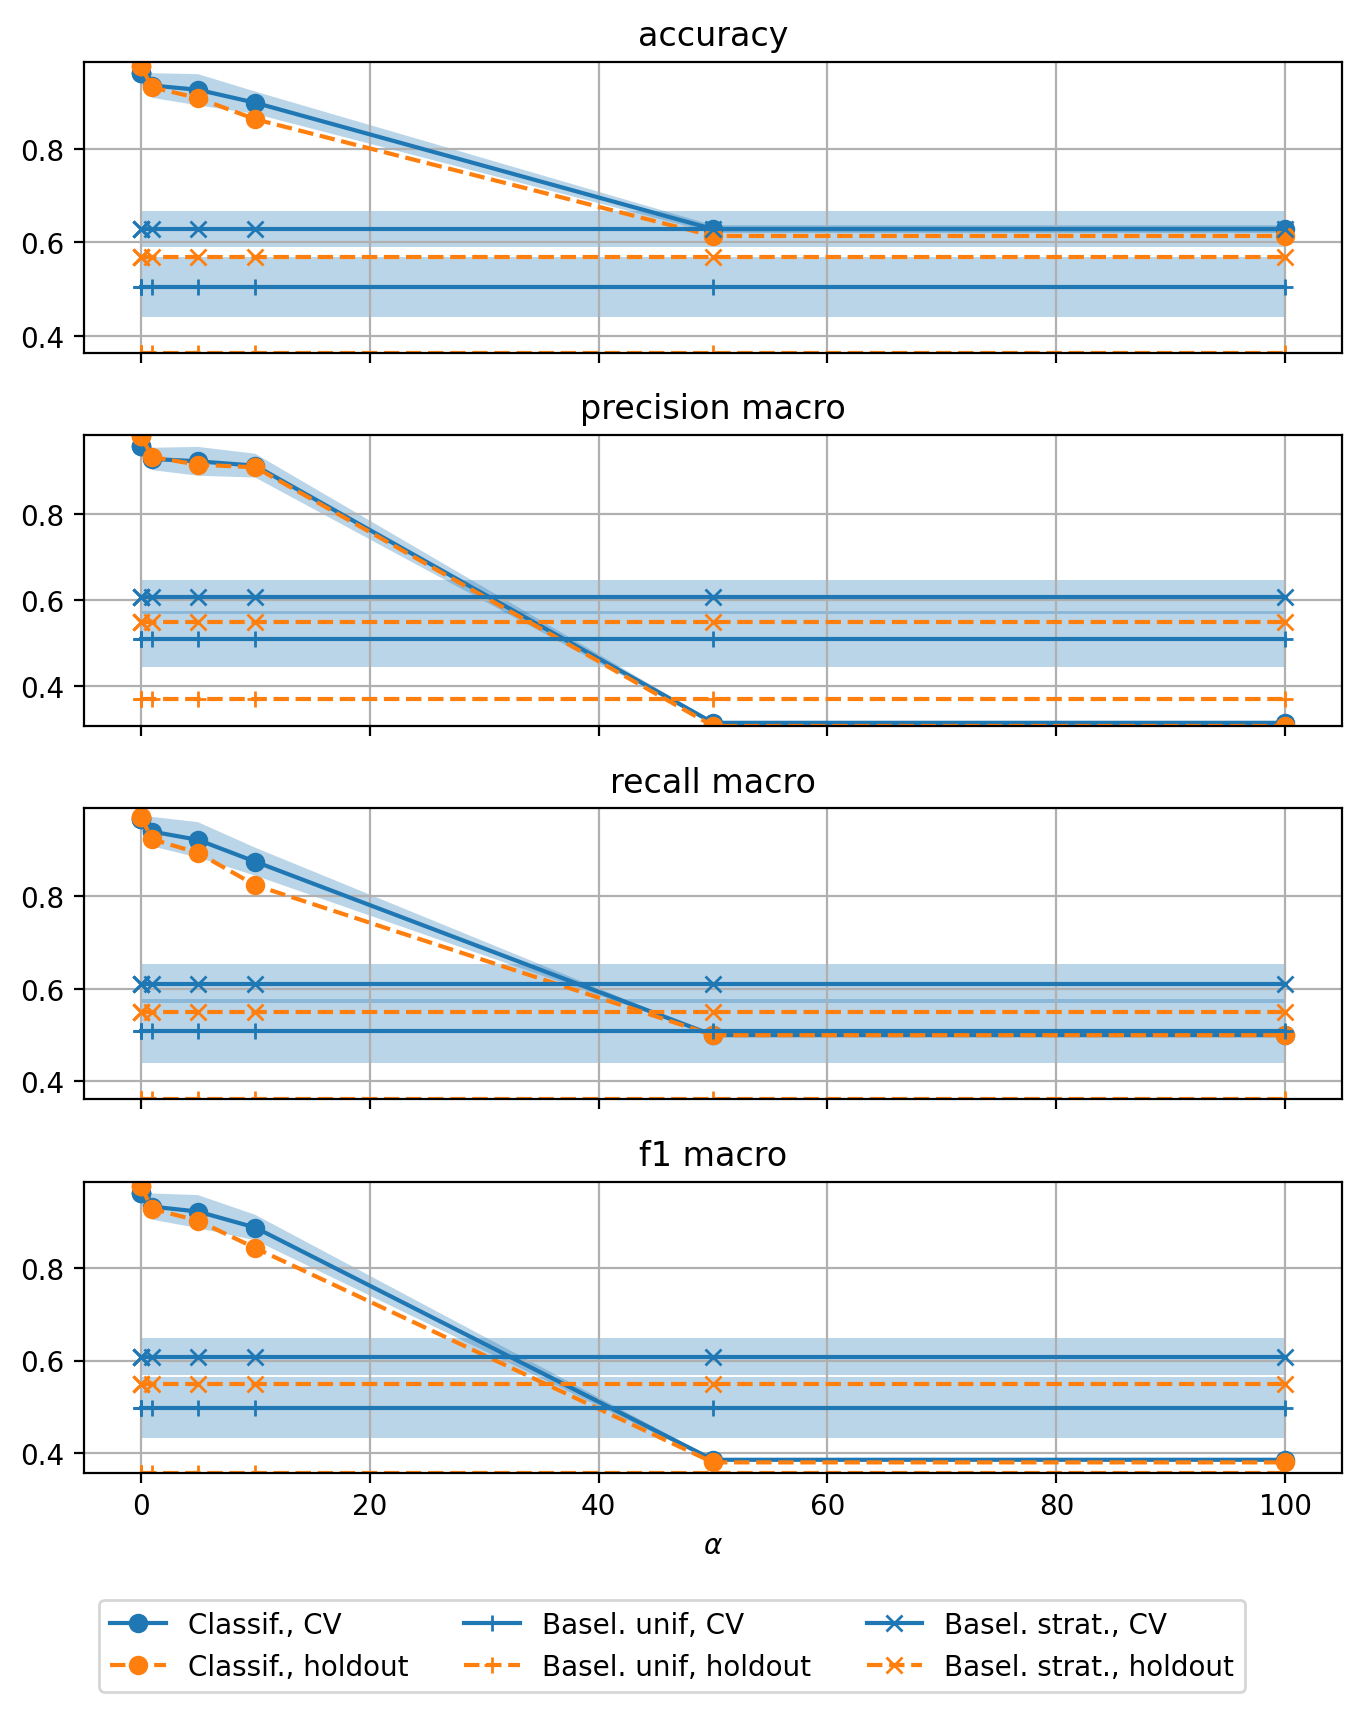 accuracy
0.8
0.6
0.4
precision macro
0.8
0.6
0.4
recall macro
0.8
0.6
0.4
f1 macro
0.8
0.6
0.4
0 20 40 60 80 100
α
Classif., CV Basel. unif, CV Basel. strat., CV
Classif., holdout Basel. unif, holdout Basel. strat., holdout